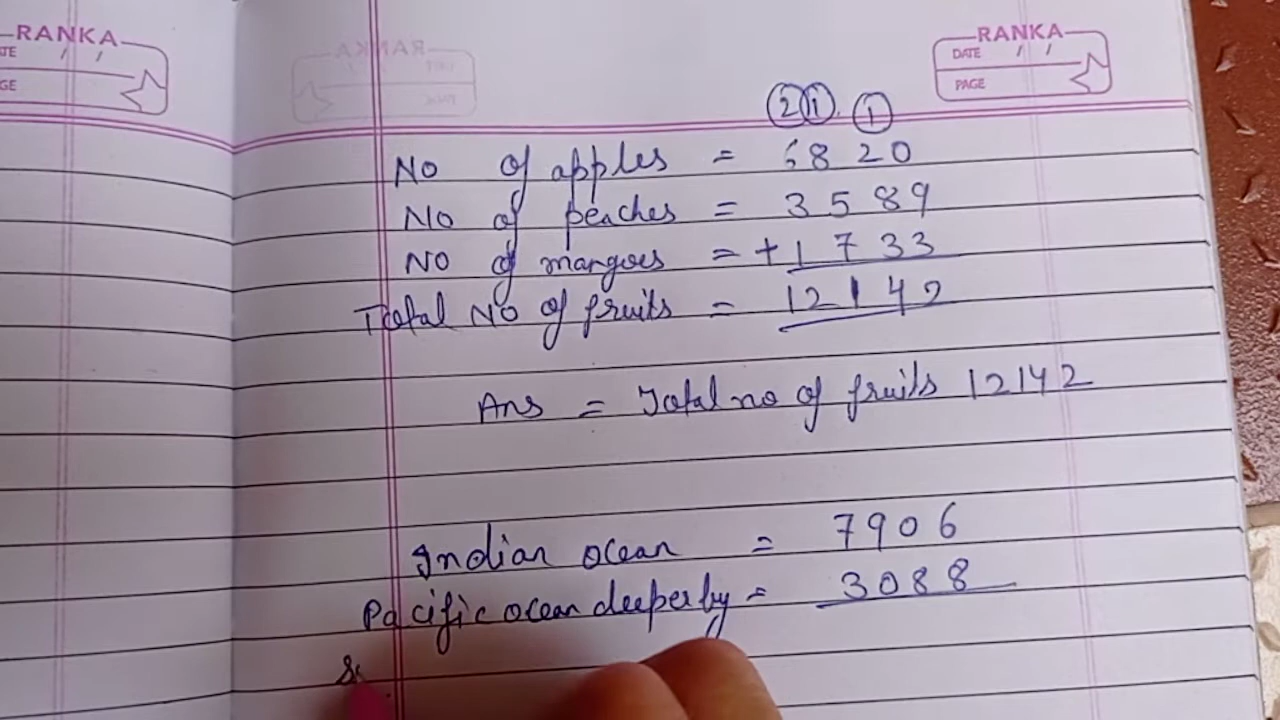 RANKA
TE / /
GE
RANKA
DATE / /
PAGE
2 1 1
No of apples = 6820
No of peaches = 3589
No of mangoes = +1733
Total No of fruits = 12142
Ans = Total no of fruits 12142
Indian ocean = 7906
Pacific ocean deeper by = 3088